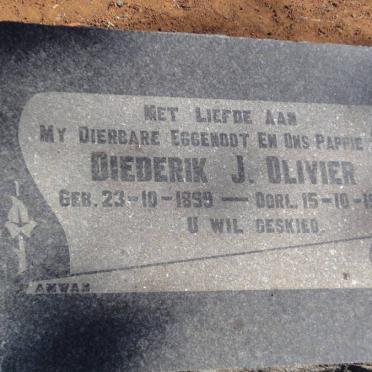 MET LIEFDE AAN
MY DIERBARE EGGENOOT EN ONS PAPPIE
DIEDERIK J. OLIVIER
GEB. 23-10-1899 — OORL. 15-10-1
U WIL GESKIED.